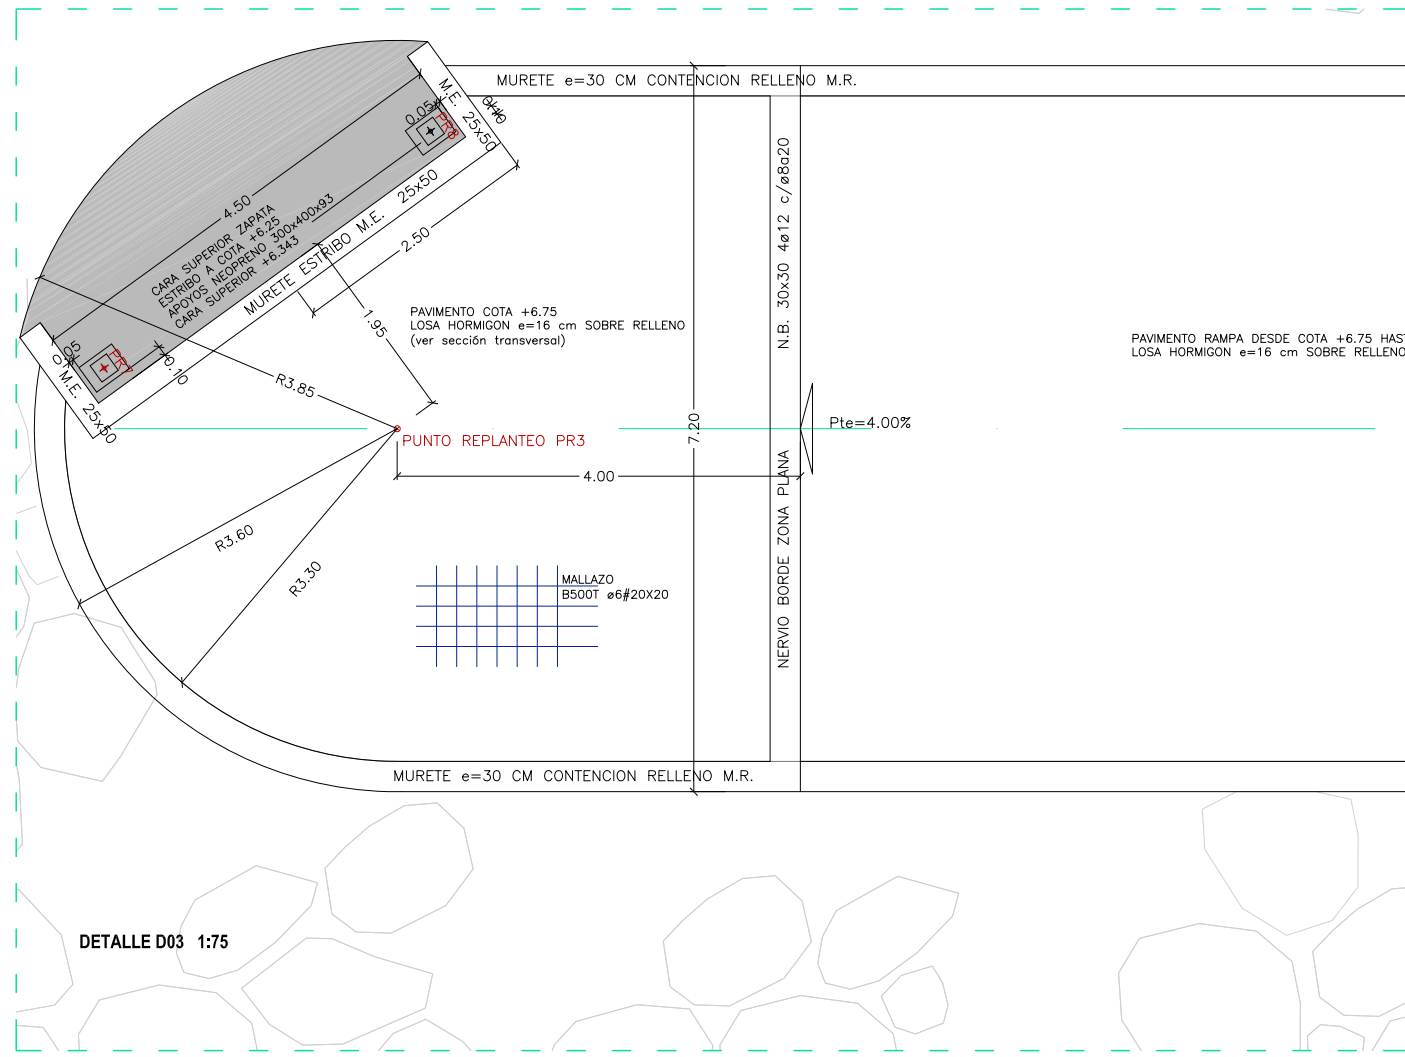 MURETE e=30 CM CONTENCION RELLENO M.R.
M.E. 25x50
0.05
PR8
4.50
CARA SUPERIOR ZAPATA
ESTRIBO A COTA +6.25
APOYOS NEOPRENO 300x400x93
CARA SUPERIOR +6.343
MURETE ESTRIBO M.E. 25x50
2.50
1.95
N.B. 30x30 4ø12 c/ø8a20
PAVIMENTO COTA +6.75
LOSA HORMIGON e=16 cm SOBRE RELLENO
(ver sección transversal)
PAVIMENTO RAMPA DESDE COTA +6.75 HAS
LOSA HORMIGON e=16 cm SOBRE RELLENO
PR7
0.10
M.E. 25x50
R3.85
7.20
Pte=4.00%
PUNTO REPLANTEO PR3
4.00
NERVIO BORDE ZONA PLANA
R3.60
R3.30
MALLAZO
B500T ø6#20X20
MURETE e=30 CM CONTENCION RELLENO M.R.
DETALLE D03 1:75